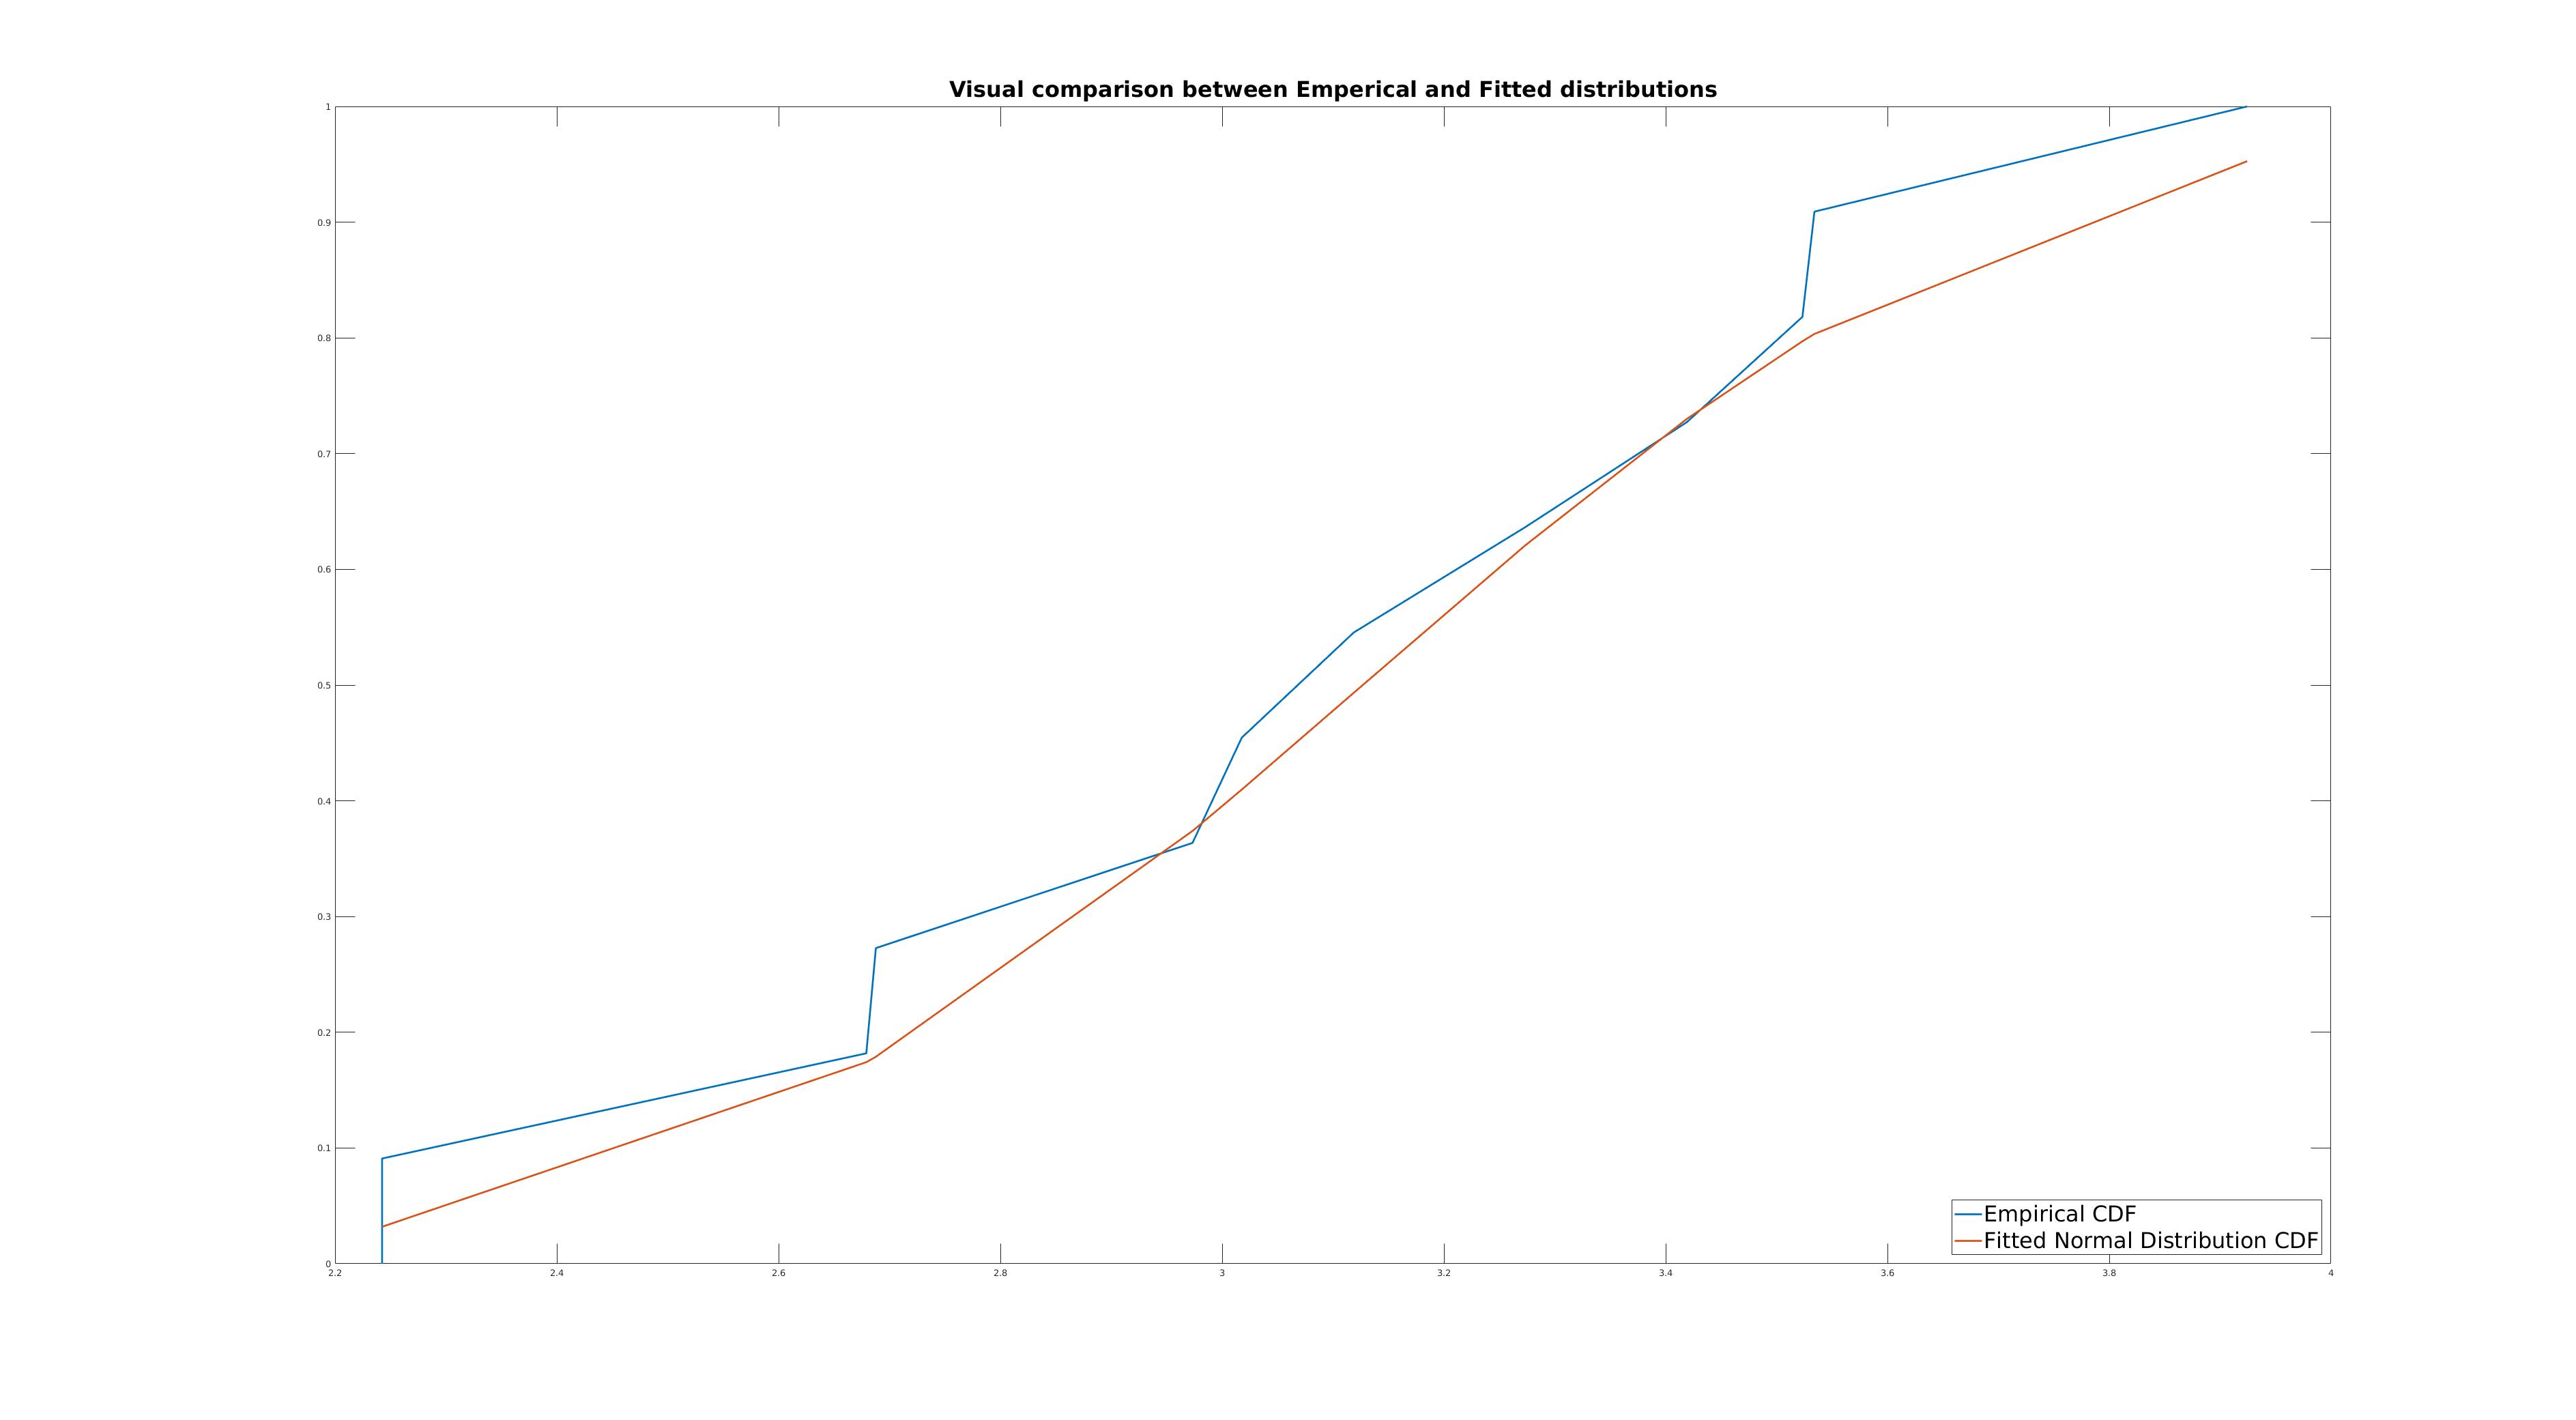 Visual comparison between Emperical and Fitted distributions
1
0.9
0.8
0.7
0.6
0.5
0.4
0.3
0.2
0.1
0
2.2 2.4 2.6 2.8 3 3.2 3.4 3.6 3.8 4
Empirical CDF
Fitted Normal Distribution CDF